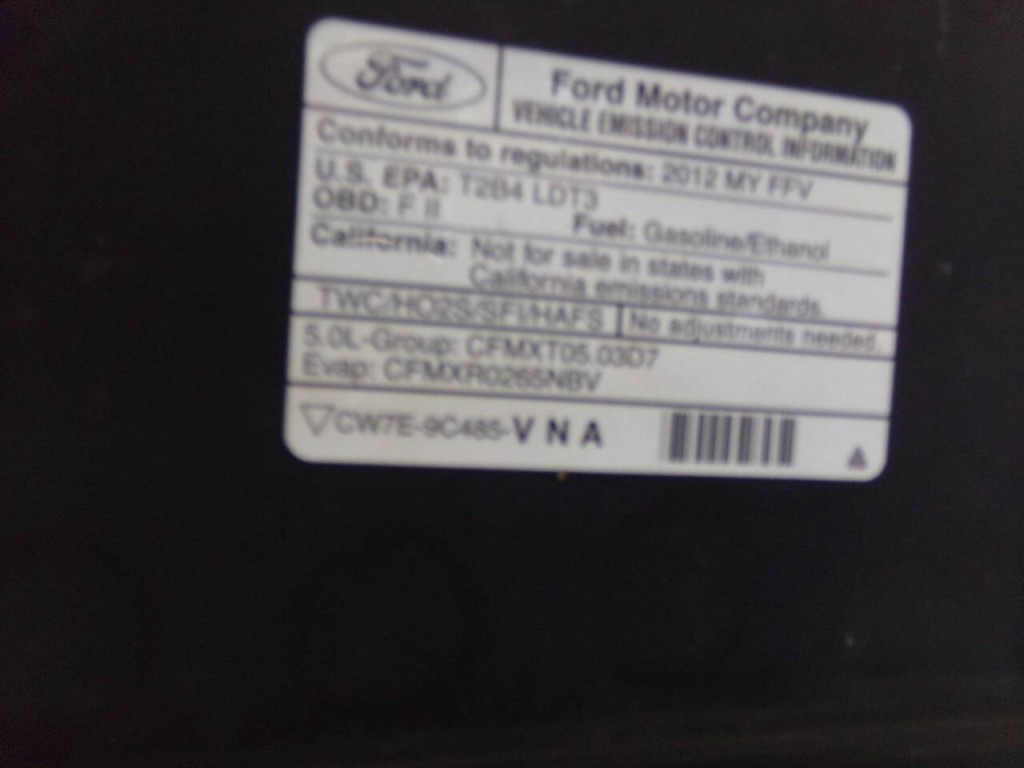 Ford
Ford Motor Company
VEHICLE EMISSION CONTROL INFORMATION
Conforms to regulations: 2012 MY FFV
U.S. EPA: T2B4 LDT3
OBD: F II Fuel: Gasoline/Ethanol
California: Not for sale in states with
California emissions standards.
TWC/HO2S/SFI/HAFS No adjustments needed.
5.0L-Group: CFMXT05.03D7
Evap: CFMXR0265NBV
CW7E-9C485-VNA